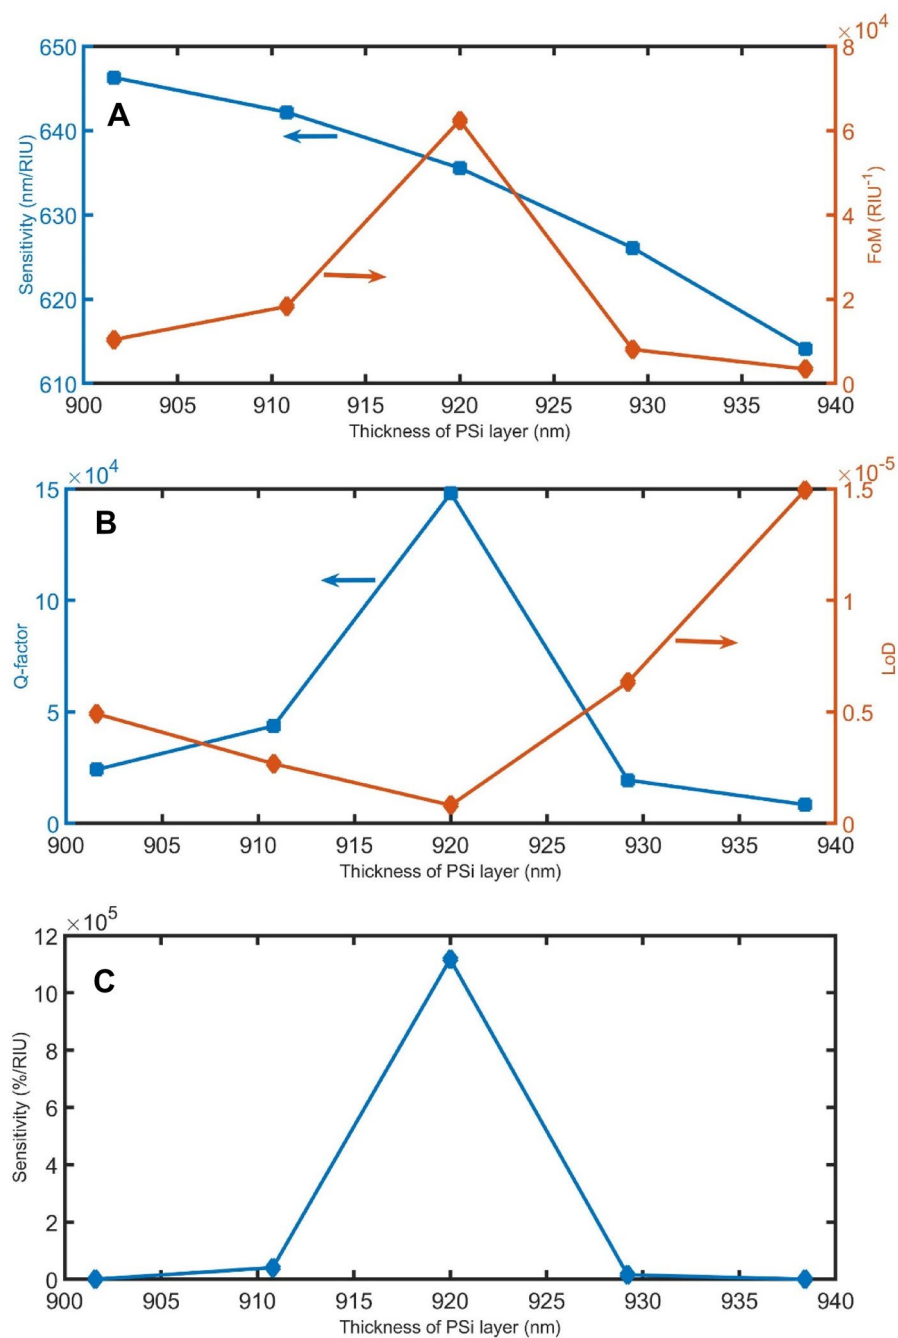 ×10⁴
650
8
A
640
6
Sensitivity (nm/RIU)
630
4
FoM (RIU⁻¹)
620
2
610
0
900 905 910 915 920 925 930 935 940
Thickness of PSi layer (nm)
×10⁴
×10⁻⁵
15
1.5
B
10
1
Q-factor
LoD
5
0.5
0
0
900 905 910 915 920 925 930 935 940
Thickness of PSi layer (nm)
×10⁵
12
C
10
8
Sensitivity (%/RIU)
6
4
2
0
900 905 910 915 920 925 930 935 940
Thickness of PSi layer (nm)